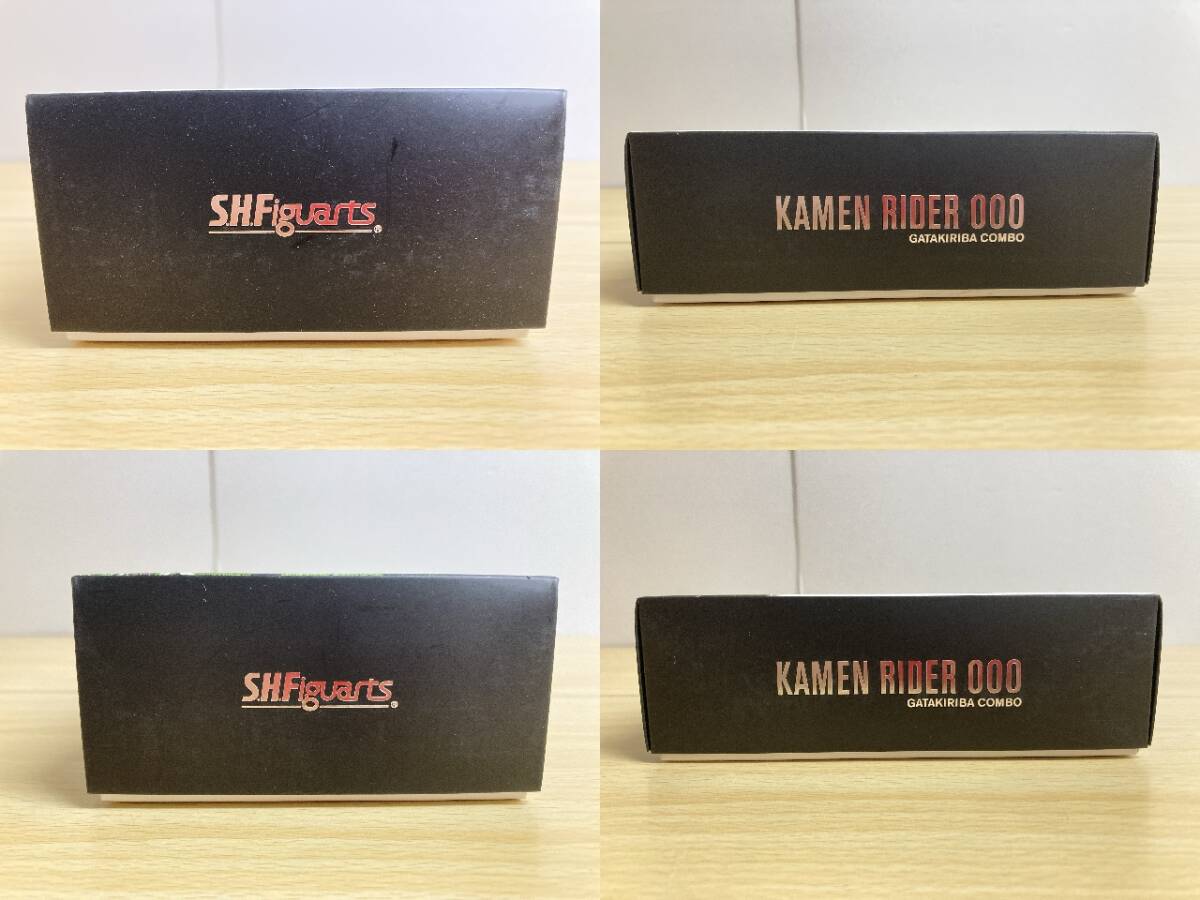 S.H.Figuarts®
KAMEN RIDER OOO
GATAKIRIBA COMBO
S.H.Figuarts®
KAMEN RIDER OOO
GATAKIRIBA COMBO